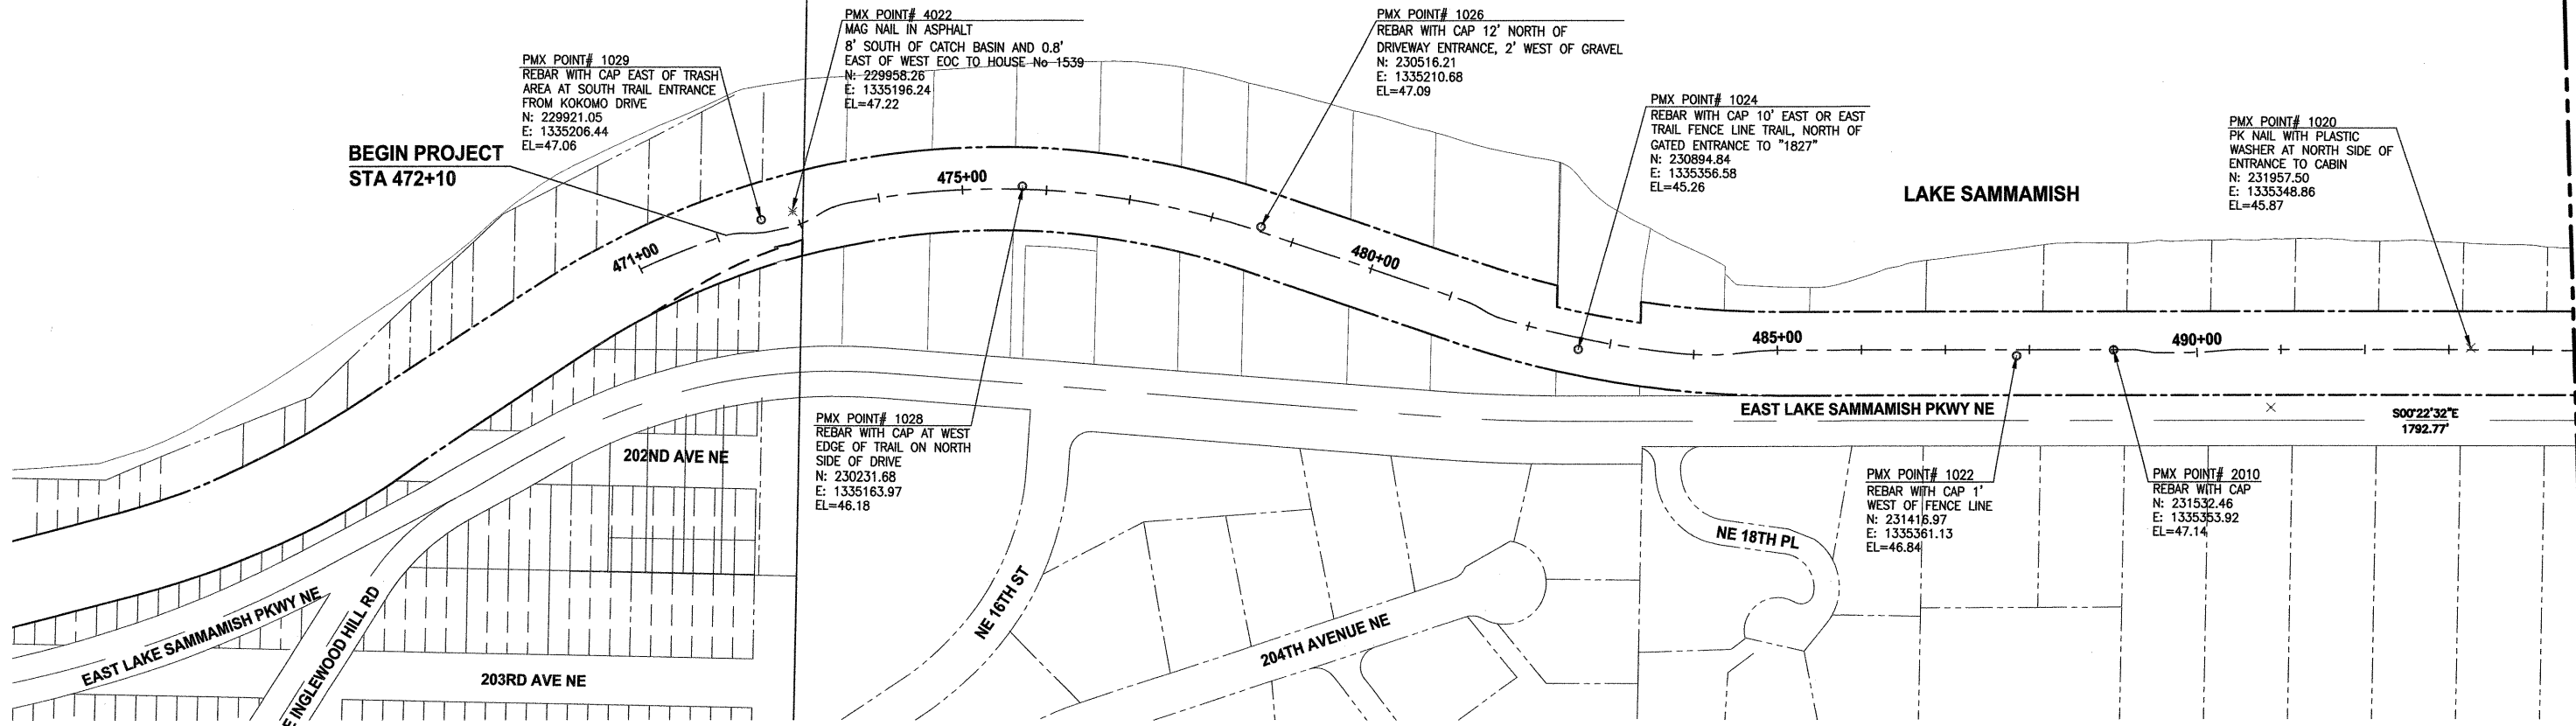 PMX POINT# 1029
REBAR WITH CAP EAST OF TRASH
AREA AT SOUTH TRAIL ENTRANCE
FROM KOKOMO DRIVE
N: 229921.05
E: 1335206.44
EL=47.06
PMX POINT# 4022
MAG NAIL IN ASPHALT
8' SOUTH OF CATCH BASIN AND 0.8'
EAST OF WEST EOC TO HOUSE No 1539
N: 229958.26
E: 1335196.24
EL=47.22
PMX POINT# 1026
REBAR WITH CAP 12' NORTH OF
DRIVEWAY ENTRANCE, 2' WEST OF GRAVEL
N: 230516.21
E: 1335210.68
EL=47.09
PMX POINT# 1024
REBAR WITH CAP 10' EAST OR EAST
TRAIL FENCE LINE TRAIL, NORTH OF
GATED ENTRANCE TO "1827"
N: 230894.84
E: 1335356.58
EL=45.26
PMX POINT# 1020
PK NAIL WITH PLASTIC
WASHER AT NORTH SIDE OF
ENTRANCE TO CABIN
N: 231957.50
E: 1335348.86
EL=45.87
BEGIN PROJECT
STA 472+10
LAKE SAMMAMISH
471+00
475+00
480+00
485+00
490+00
EAST LAKE SAMMAMISH PKWY NE
S00°22'32"E
1792.77'
PMX POINT# 1028
REBAR WITH CAP AT WEST
EDGE OF TRAIL ON NORTH
SIDE OF DRIVE
N: 230231.68
E: 1335163.97
EL=46.18
PMX POINT# 1022
REBAR WITH CAP 1'
WEST OF FENCE LINE
N: 231416.97
E: 1335361.13
EL=46.84
PMX POINT# 2010
REBAR WITH CAP
N: 231532.46
E: 1335353.92
EL=47.14
202ND AVE NE
NE 18TH PL
NE 16TH ST
204TH AVENUE NE
EAST LAKE SAMMAMISH PKWY NE
E INGLEWOOD HILL RD
203RD AVE NE